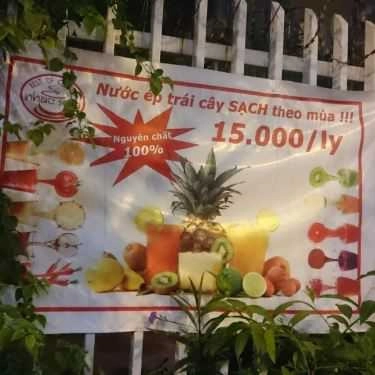 Nước ép trái cây SẠCH theo mùa !!!
Nguyên chất
100%
15.000/ly